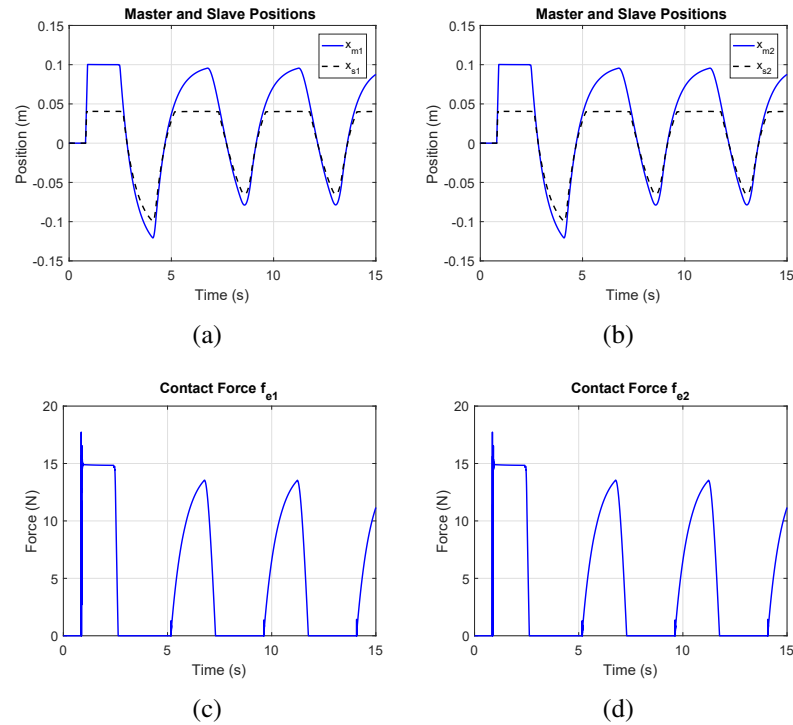 Master and Slave Positions
x_m1
x_s1
0.15
0.1
0.05
0
-0.05
-0.1
-0.15
Position (m)
0 5 10 15
Time (s)
(a)
Master and Slave Positions
x_m2
x_s2
0.15
0.1
0.05
0
-0.05
-0.1
-0.15
Position (m)
0 5 10 15
Time (s)
(b)
Contact Force f_e1
20
15
10
5
0
Force (N)
0 5 10 15
Time (s)
(c)
Contact Force f_e2
20
15
10
5
0
Force (N)
0 5 10 15
Time (s)
(d)